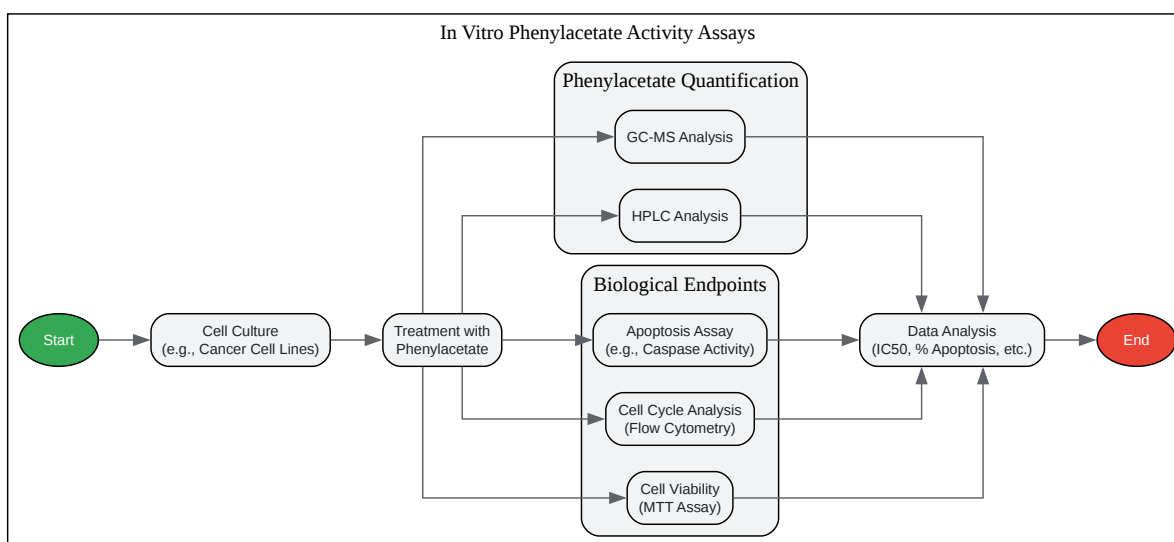 In Vitro Phenylacetate Activity Assays
Phenylacetate Quantification
GC-MS Analysis
HPLC Analysis
Biological Endpoints
Start
Cell Culture
(e.g., Cancer Cell Lines)
Treatment with
Phenylacetate
Apoptosis Assay
(e.g., Caspase Activity)
Data Analysis
(IC50, % Apoptosis, etc.)
End
Cell Cycle Analysis
(Flow Cytometry)
Cell Viability
(MTT Assay)